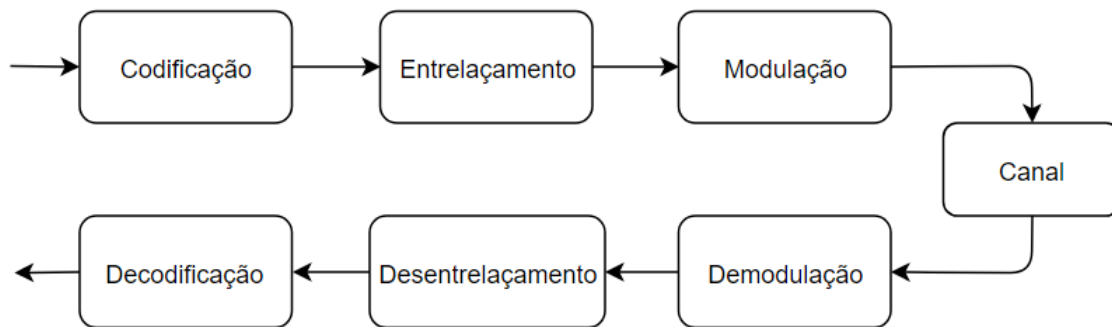 Codificação
Entrelaçamento
Modulação
Canal
Demodulação
Desentrelaçamento
Decodificação